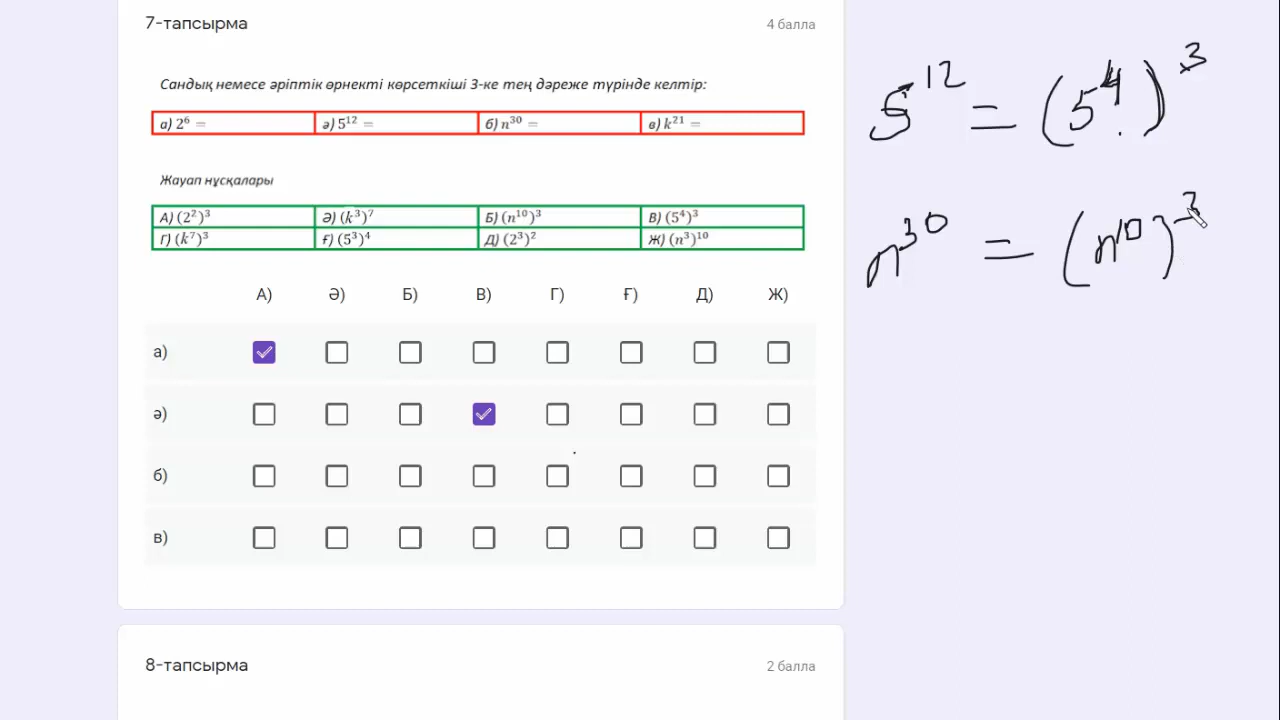 7-тапсырма
4 балла
Сандық немесе әріптік өрнекті көрсеткіші 3-ке тең дәреже түрінде келтір:
а) 2⁶ = ә) 5¹² = б) n³⁰ = в) k²¹ =
Жауап нұсқалары
А) (2²)³ Ә) (k³)⁷ Б) (n¹⁰)³ В) (5⁴)³
Г) (k⁷)³ Ғ) (5³)⁴ Д) (2³)² Ж) (n³)¹⁰
А) Ә) Б) В) Г) Ғ) Д) Ж)
а)
ә)
б)
в)
8-тапсырма
2 балла
5¹² = (5⁴)³
n³⁰ = (n¹⁰)³